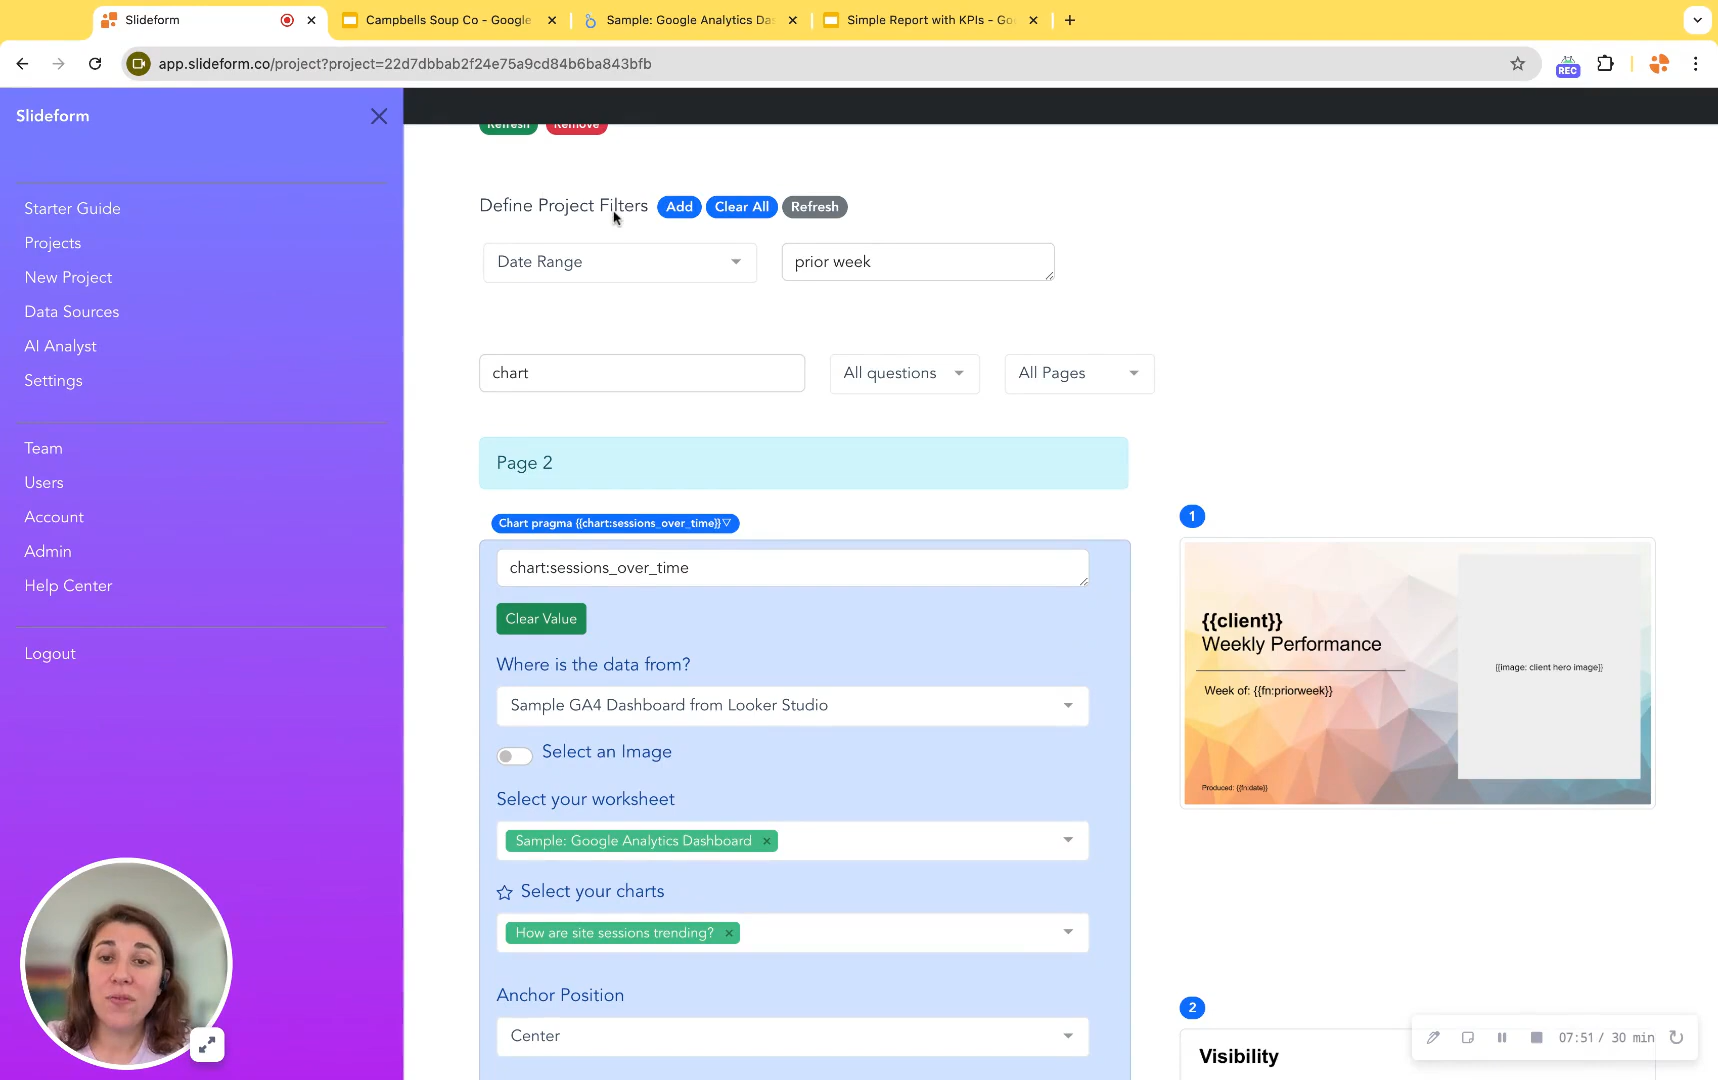 Slideform
Campbells Soup Co - Google
Sample: Google Analytics Das
Simple Report with KPIs - Goo
app.slideform.co/project?project=22d7dbbab2f24e75a9cd84b6ba843bfb
REC
Slideform
Starter Guide
Projects
New Project
Data Sources
AI Analyst
Settings
Team
Users
Account
Admin
Help Center
Logout
Refresh
Remove
Define Project Filters
Add
Clear All
Refresh
Date Range
prior week
chart
All questions
All Pages
Page 2
Chart pragma {{chart:sessions_over_time}}▽
chart:sessions_over_time
Clear Value
Where is the data from?
Sample GA4 Dashboard from Looker Studio
Select an Image
Select your worksheet
Sample: Google Analytics Dashboard ×
Select your charts
How are site sessions trending? ×
Anchor Position
Center
1
{{client}}
Weekly Performance
Week of: {{fn:priorweek}}
{{image: client hero image}}
Produced: {{fn:date}}
2
Visibility
07:51 / 30 min